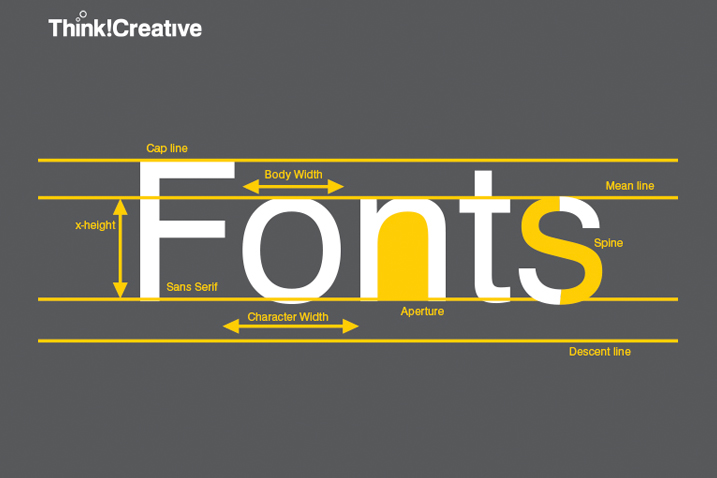 Think!Creative
Cap line
Body Width
Mean line
x-height
Fonts
Spine
Sans Serif
Aperture
Character Width
Descent line